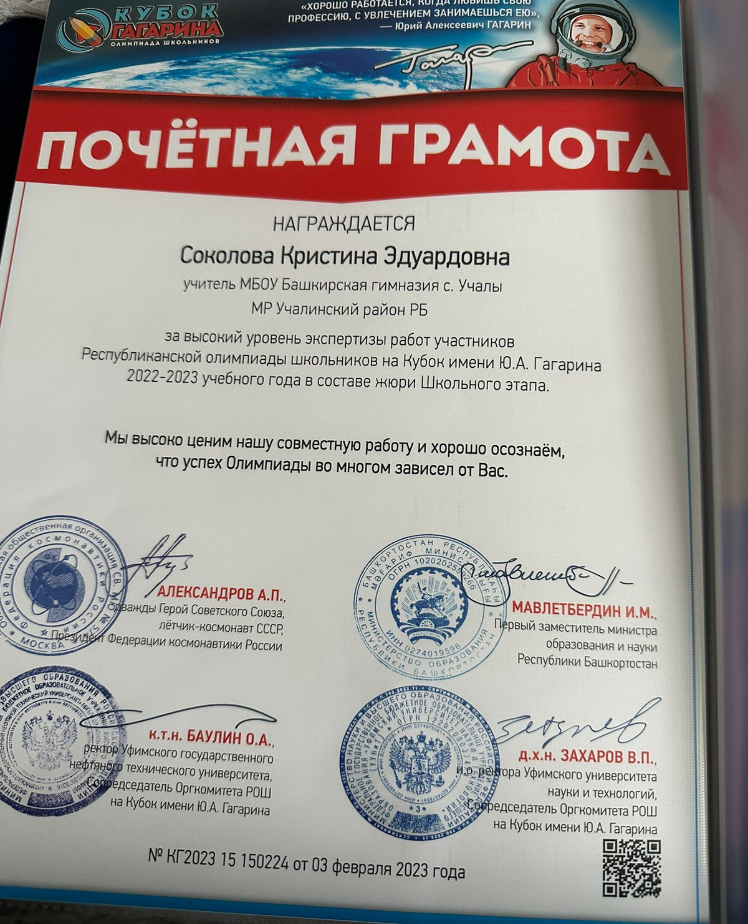 КУБОК
ГАГАРИНА
ОЛИМПИАДА ШКОЛЬНИКОВ
«ХОРОШО РАБОТАЕТСЯ, КОГДА ЛЮБИШЬ СВОЮ
ПРОФЕССИЮ, С УВЛЕЧЕНИЕМ ЗАНИМАЕШЬСЯ ЕЮ»,
— Юрий Алексеевич ГАГАРИН
ПОЧЁТНАЯ ГРАМОТА
НАГРАЖДАЕТСЯ
Соколова Кристина Эдуардовна
учитель МБОУ Башкирская гимназия с. Учалы
МР Учалинский район РБ
за высокий уровень экспертизы работ участников
Республиканской олимпиады школьников на Кубок имени Ю.А. Гагарина
2022-2023 учебного года в составе жюри Школьного этапа.
Мы высоко ценим нашу совместную работу и хорошо осознаём,
что успех Олимпиады во многом зависел от Вас.
АЛЕКСАНДРОВ А.П.,
дважды Герой Советского Союза,
лётчик-космонавт СССР,
Президент Федерации космонавтики России
МОСКВА
МАВЛЕТБЕРДИН И.М.,
Первый заместитель министра
образования и науки
Республики Башкортостан
к.т.н. БАУЛИН О.А.,
ректор Уфимского государственного
нефтяного технического университета,
Сопредседатель Оргкомитета РОШ
на Кубок имени Ю.А. Гагарина
д.х.н. ЗАХАРОВ В.П.,
и.о. ректора Уфимского университета
науки и технологий,
Сопредседатель Оргкомитета РОШ
на Кубок имени Ю.А. Гагарина
№ КГ2023 15 150224 от 03 февраля 2023 года